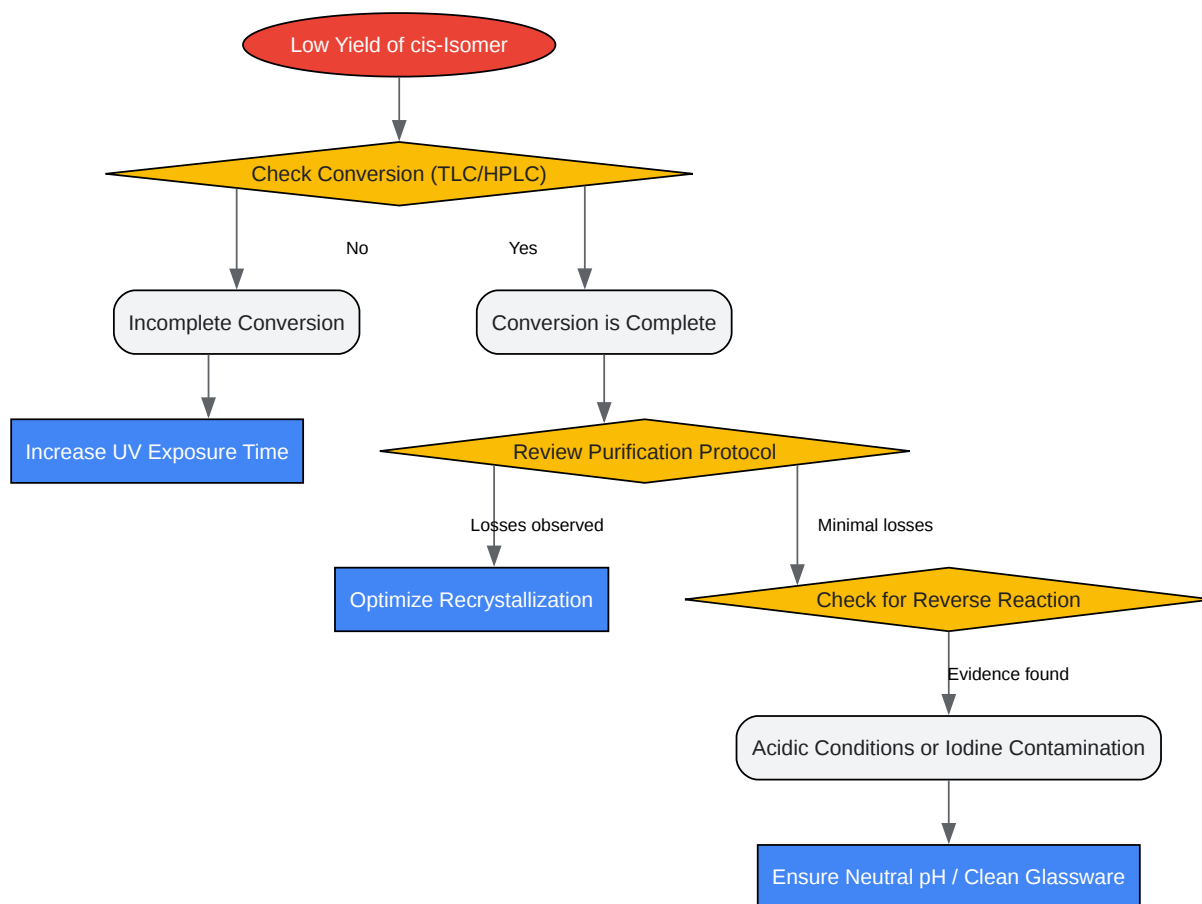 Low Yield of cis-Isomer
Check Conversion (TLC/HPLC)
No
Yes
Incomplete Conversion
Conversion is Complete
Increase UV Exposure Time
Review Purification Protocol
Losses observed
Minimal losses
Optimize Recrystallization
Check for Reverse Reaction
Evidence found
Acidic Conditions or Iodine Contamination
Ensure Neutral pH / Clean Glassware